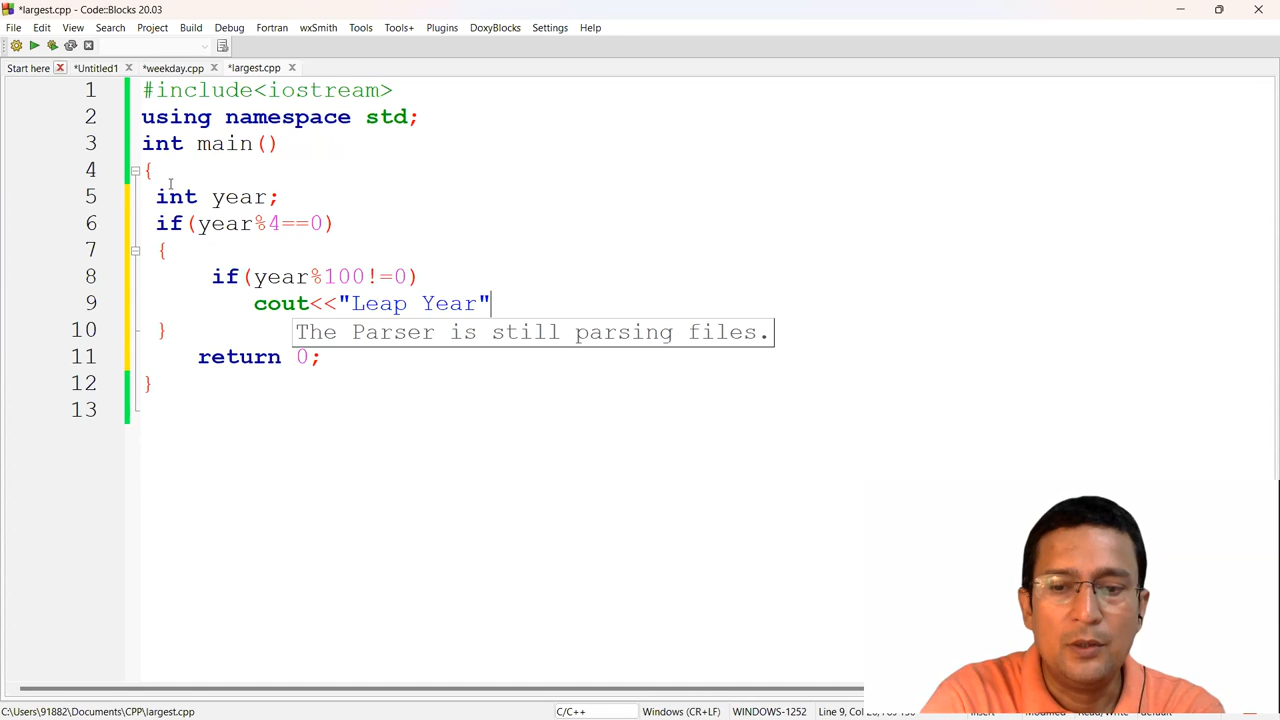 *largest.cpp - Code::Blocks 20.03
File Edit View Search Project Build Debug Fortran wxSmith Tools Tools+ Plugins DoxyBlocks Settings Help
Start here *Untitled1 *weekday.cpp *largest.cpp
1 #include<iostream>
2 using namespace std;
3 int main()
4 {
5 int year;
6 if(year%4==0)
7 {
8 if(year%100!=0)
9 cout<<"Leap Year"
10 }
The Parser is still parsing files.
11 return 0;
12 }
13
C:\Users\91882\Documents\CPP\largest.cpp C/C++ Windows (CR+LF) WINDOWS-1252 Line 9, Col